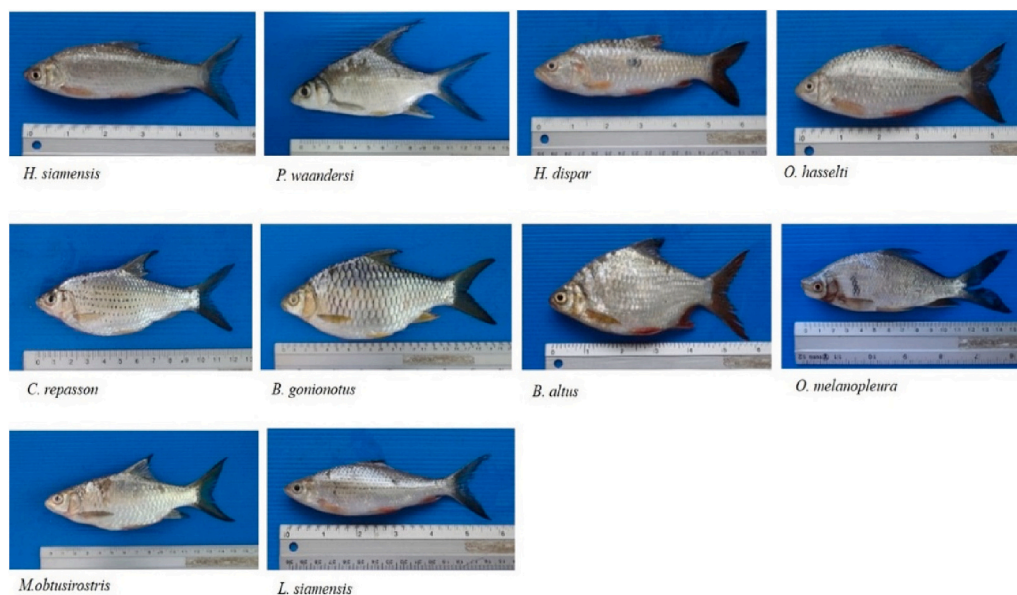 H. siamensis
P. waandersi
H. dispar
O. hasselti
C. repasson
B. gonionotus
B. altus
O. melanopleura
M.obtusirostris
L. siamensis